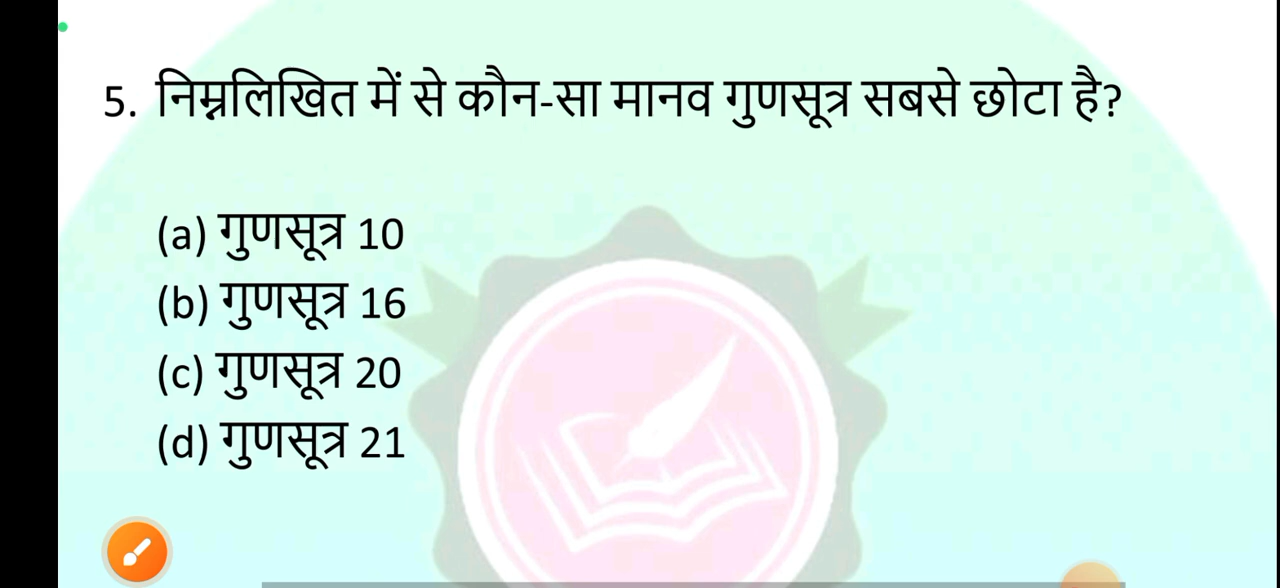 5. निम्नलिखित में से कौन-सा मानव गुणसूत्र सबसे छोटा है?
(a) गुणसूत्र 10
(b) गुणसूत्र 16
(c) गुणसूत्र 20
(d) गुणसूत्र 21